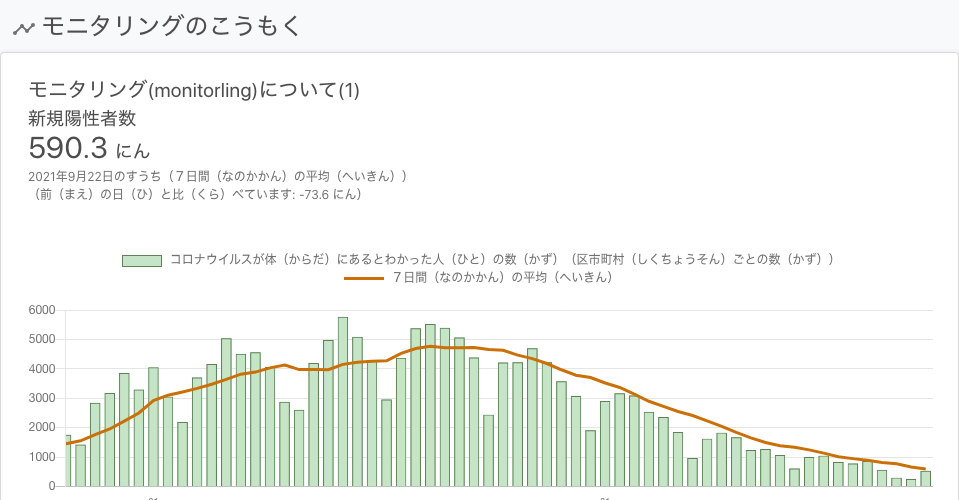 モニタリングのこうもく
モニタリング(monitorling)について(1)
新規陽性者数
590.3 にん
2021年9月22日のすうち（７日間（なのかかん）の平均（へいきん））
（前（まえ）の日（ひ）と比（くら）べています: -73.6 にん）
コロナウイルスが体（からだ）にあるとわかった人（ひと）の数（かず）（区市町村（しくちょうそん）ごとの数（かず））
７日間（なのかかん）の平均（へいきん）
6000
5000
4000
3000
2000
1000
0